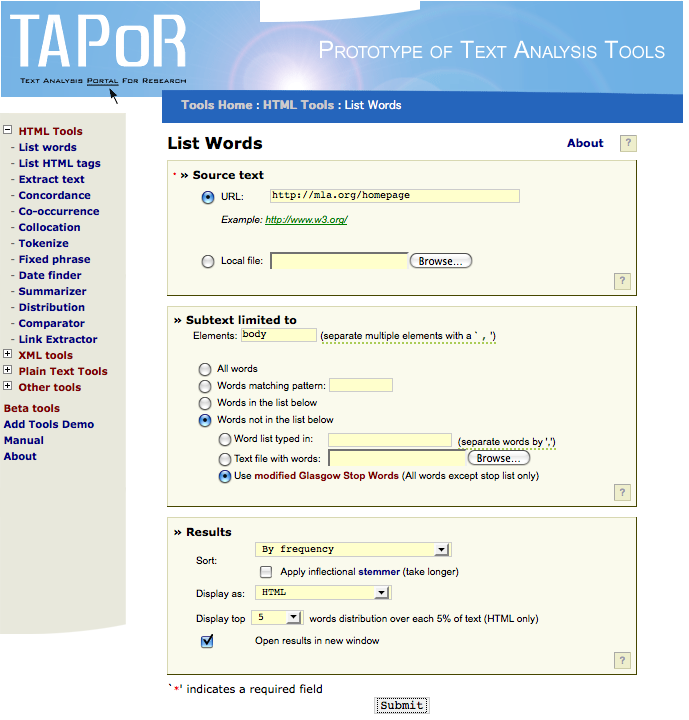 TAPoR
Text Analysis Portal For Research
Prototype of Text Analysis Tools
Tools Home : HTML Tools : List Words
HTML Tools
- List words
- List HTML tags
- Extract text
- Concordance
- Co-occurrence
- Collocation
- Tokenize
- Fixed phrase
- Date finder
- Summarizer
- Distribution
- Comparator
- Link Extractor
XML tools
Plain Text Tools
Other tools
Beta tools
Add Tools Demo
Manual
About
List Words
About ?
* » Source text
URL: http://mla.org/homepage
Example: http://www.w3.org/
Local file: Browse...
?
» Subtext limited to
Elements: body (separate multiple elements with a ` , ')
All words
Words matching pattern:
Words in the list below
Words not in the list below
Word list typed in: (separate words by ',')
Text file with words: Browse...
Use modified Glasgow Stop Words (All words except stop list only)
?
» Results
Sort: By frequency
Apply inflectional stemmer (take longer)
Display as: HTML
Display top 5 words distribution over each 5% of text (HTML only)
Open results in new window
?
`*' indicates a required field
Submit